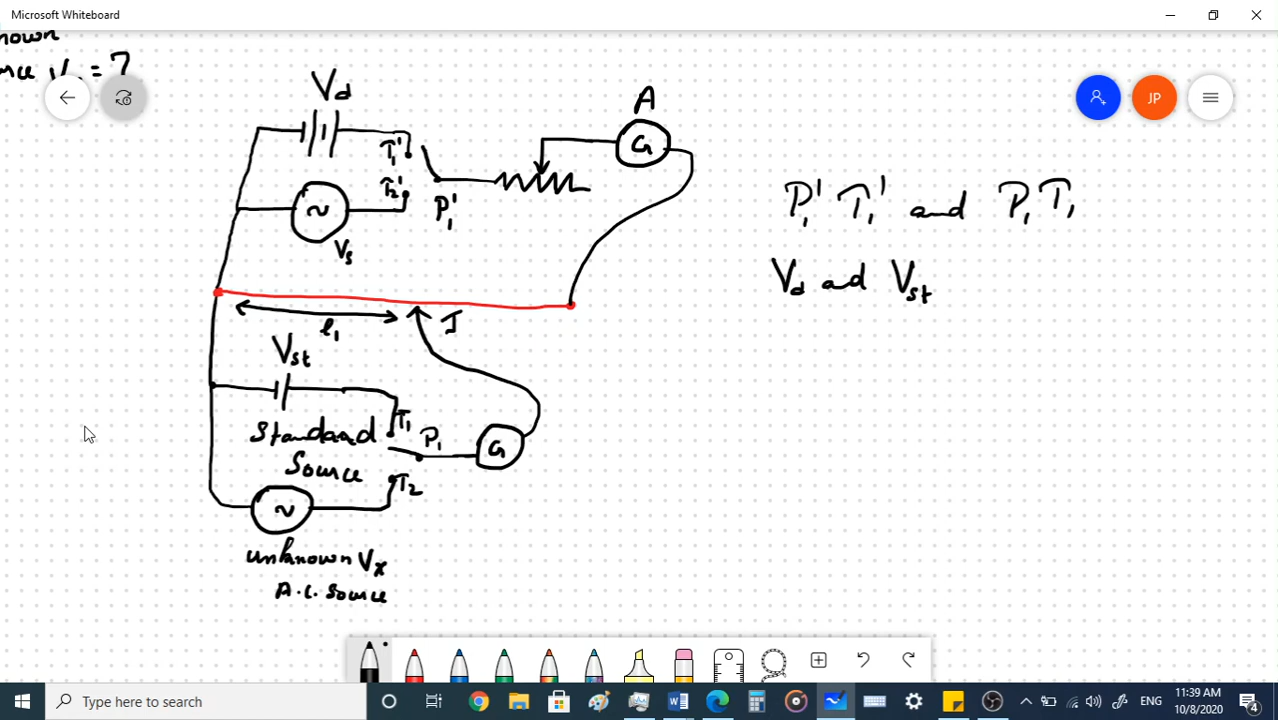 Microsoft Whiteboard
Vd
A
G
T1'
T2'
P1'
~
Vs
P1' T1' and P1 T1
Vd and Vst
l1
J
Vst
T1
Standard
P1
G
Source
T2
~
unknown Vx
A.C. Source
JP
Type here to search
ENG
11:39 AM
10/8/2020
4